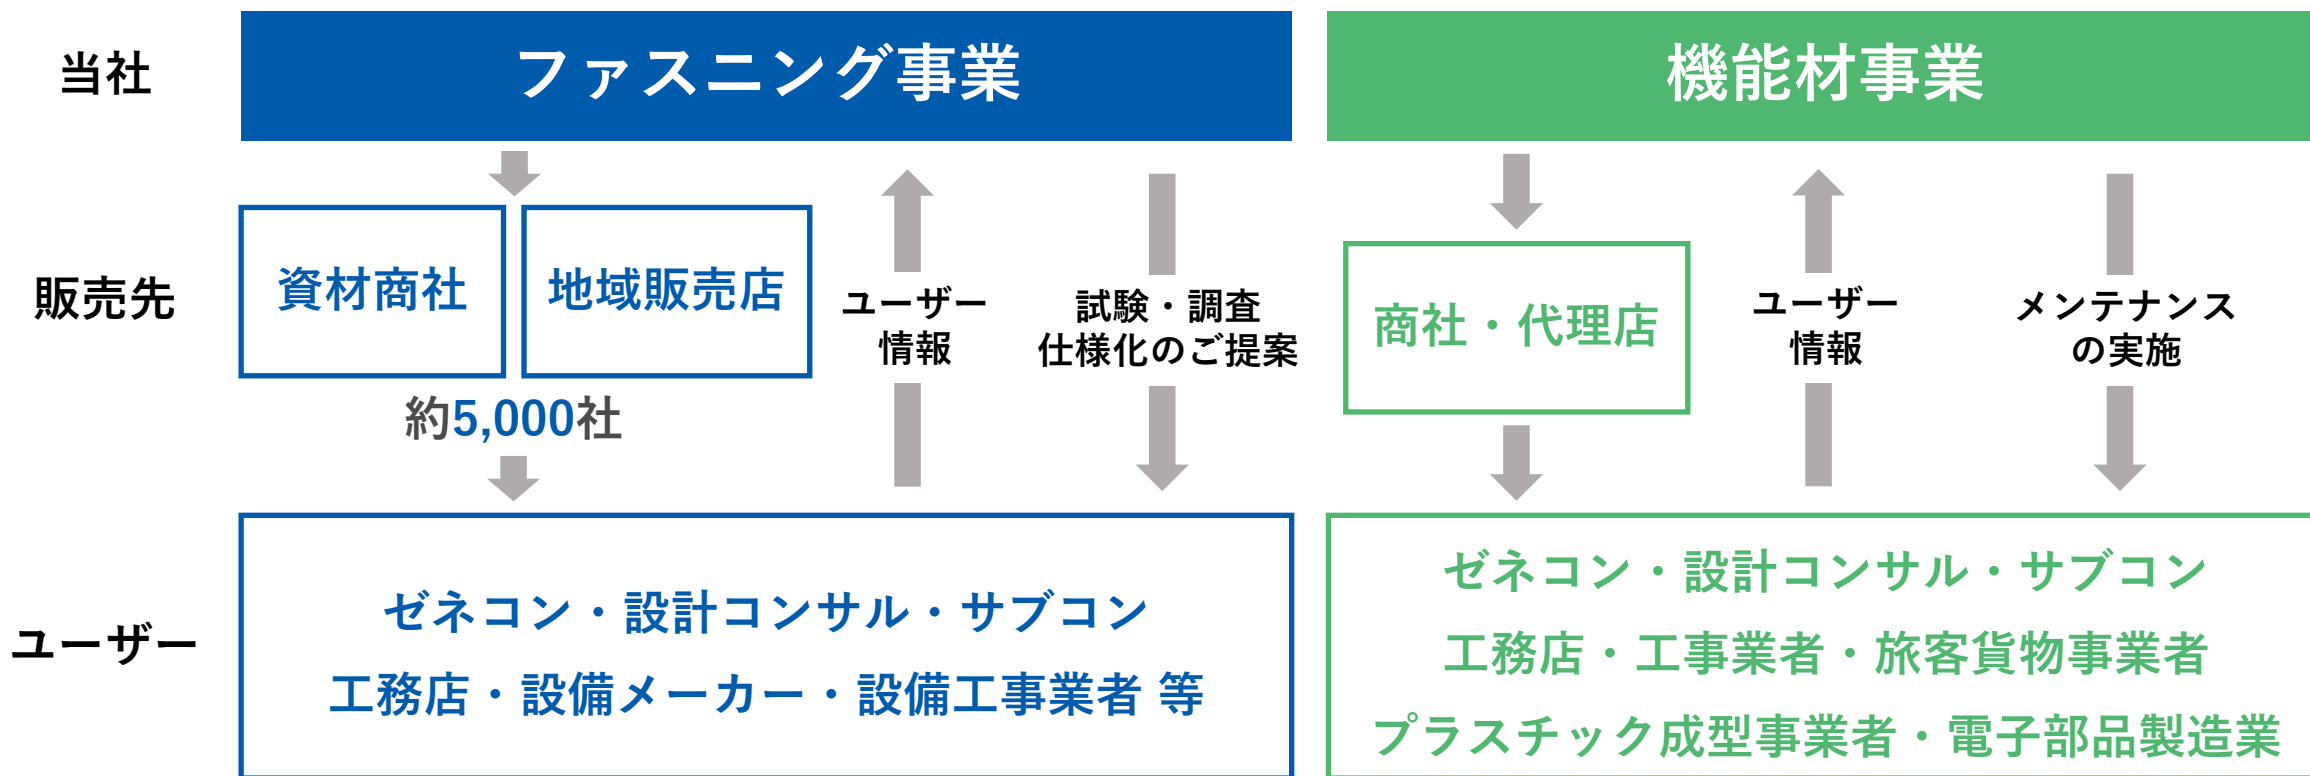 当社
ファスニング事業
機能材事業
販売先
資材商社
地域販売店
約5,000社
ユーザー
情報
試験・調査
仕様化のご提案
商社・代理店
ユーザー
情報
メンテナンス
の実施
ユーザー
ゼネコン・設計コンサル・サブコン
工務店・設備メーカー・設備工事業者 等
ゼネコン・設計コンサル・サブコン
工務店・工事業者・旅客貨物事業者
プラスチック成型事業者・電子部品製造業